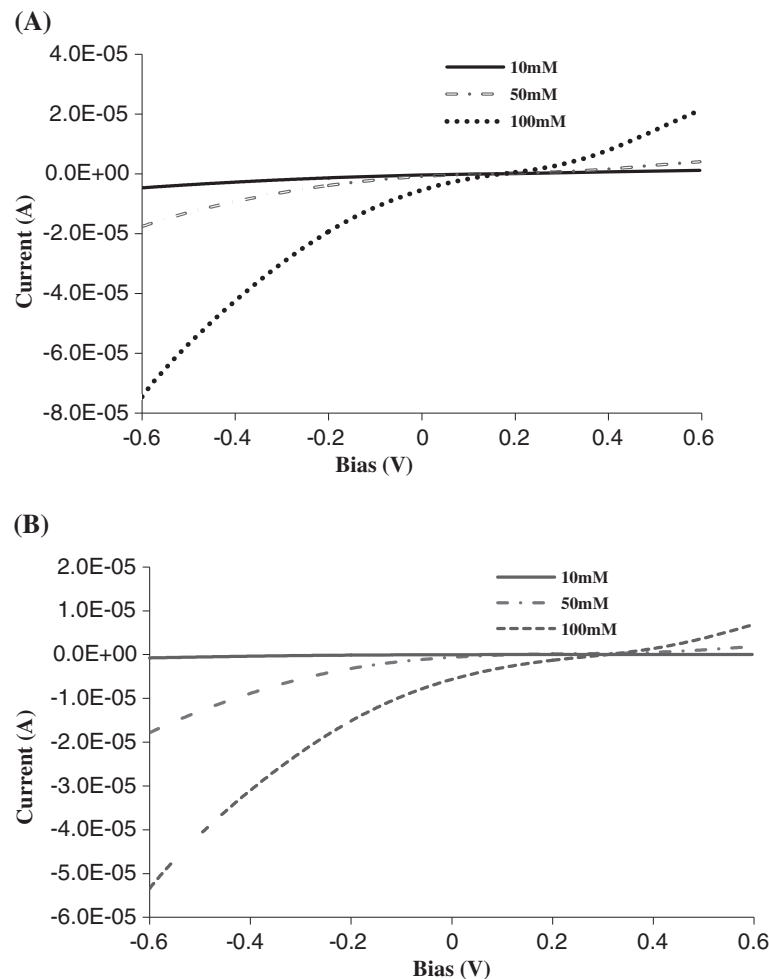 (A)
4.0E-05
2.0E-05
0.0E+00
-2.0E-05
-4.0E-05
-6.0E-05
-8.0E-05
Current (A)
10mM
50mM
100mM
-0.6 -0.4 -0.2 0 0.2 0.4 0.6
Bias (V)
(B)
2.0E-05
1.0E-05
0.0E+00
-1.0E-05
-2.0E-05
-3.0E-05
-4.0E-05
-5.0E-05
-6.0E-05
Current (A)
10mM
50mM
100mM
-0.6 -0.4 -0.2 0 0.2 0.4 0.6
Bias (V)